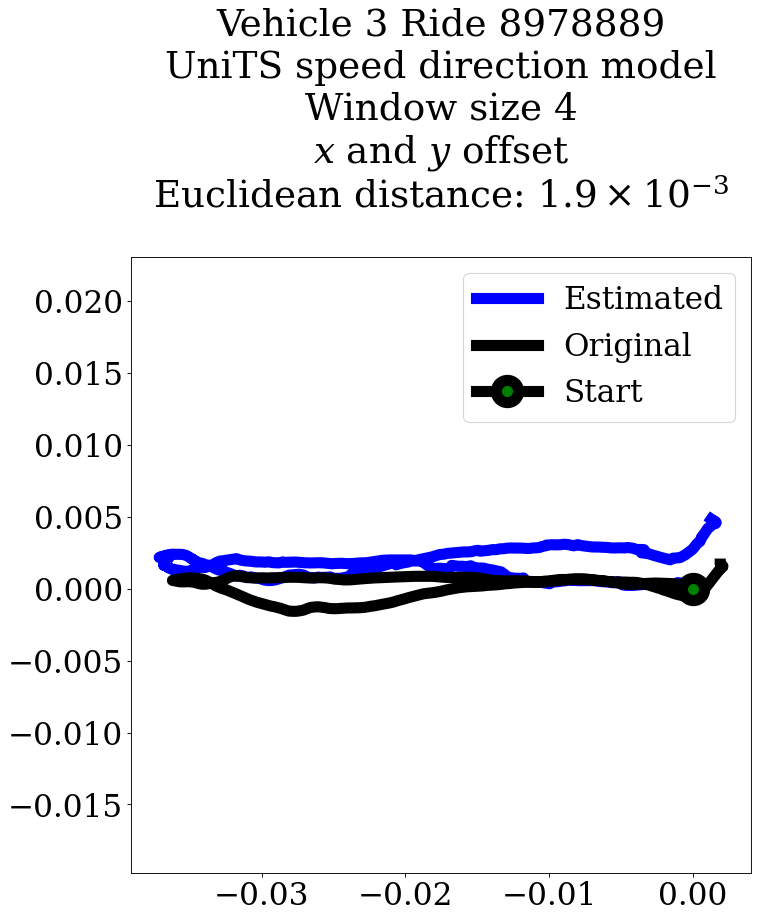 Vehicle 3 Ride 8978889
UniTS speed direction model
Window size 4
x and y offset
Euclidean distance: 1.9 × 10⁻³
Estimated
Original
Start
0.020
0.015
0.010
0.005
0.000
−0.005
−0.010
−0.015
−0.03 −0.02 −0.01 0.00